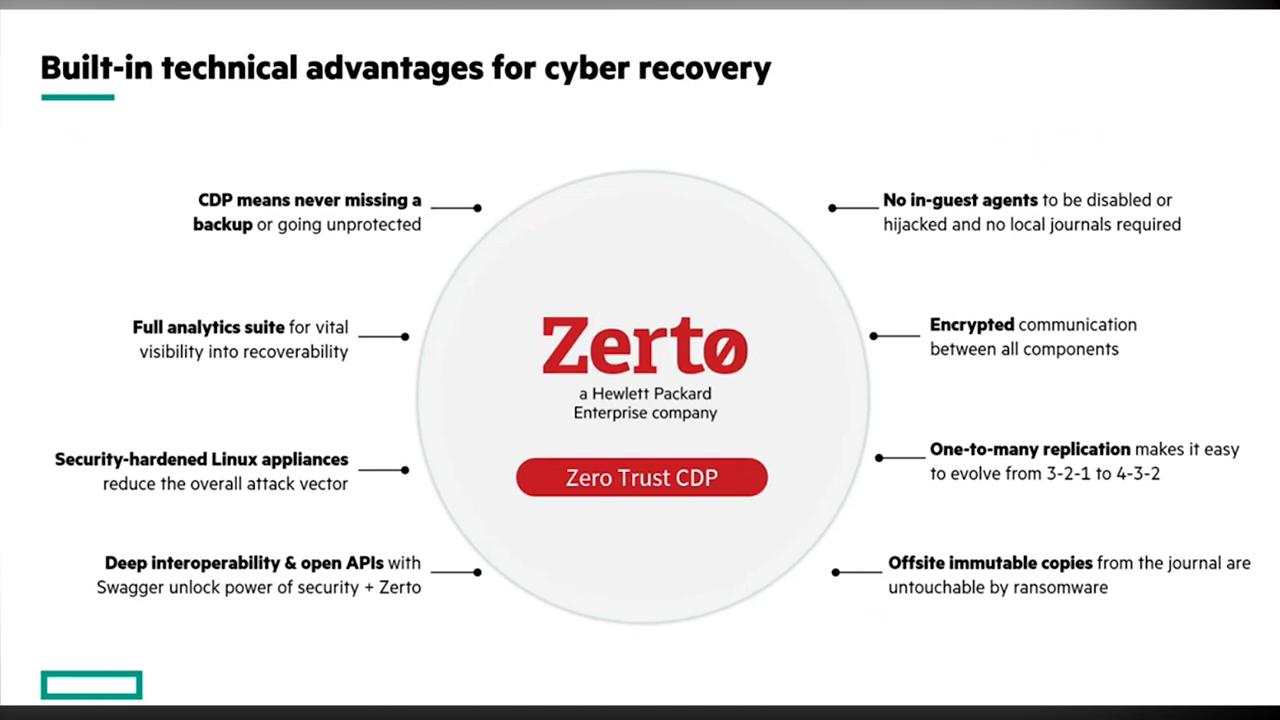 Built-in technical advantages for cyber recovery
CDP means never missing a
backup or going unprotected
Full analytics suite for vital
visibility into recoverability
Security-hardened Linux appliances
reduce the overall attack vector
Deep interoperability & open APIs with
Swagger unlock power of security + Zerto
Zertø
a Hewlett Packard
Enterprise company
Zero Trust CDP
No in-guest agents to be disabled or
hijacked and no local journals required
Encrypted communication
between all components
One-to-many replication makes it easy
to evolve from 3-2-1 to 4-3-2
Offsite immutable copies from the journal are
untouchable by ransomware